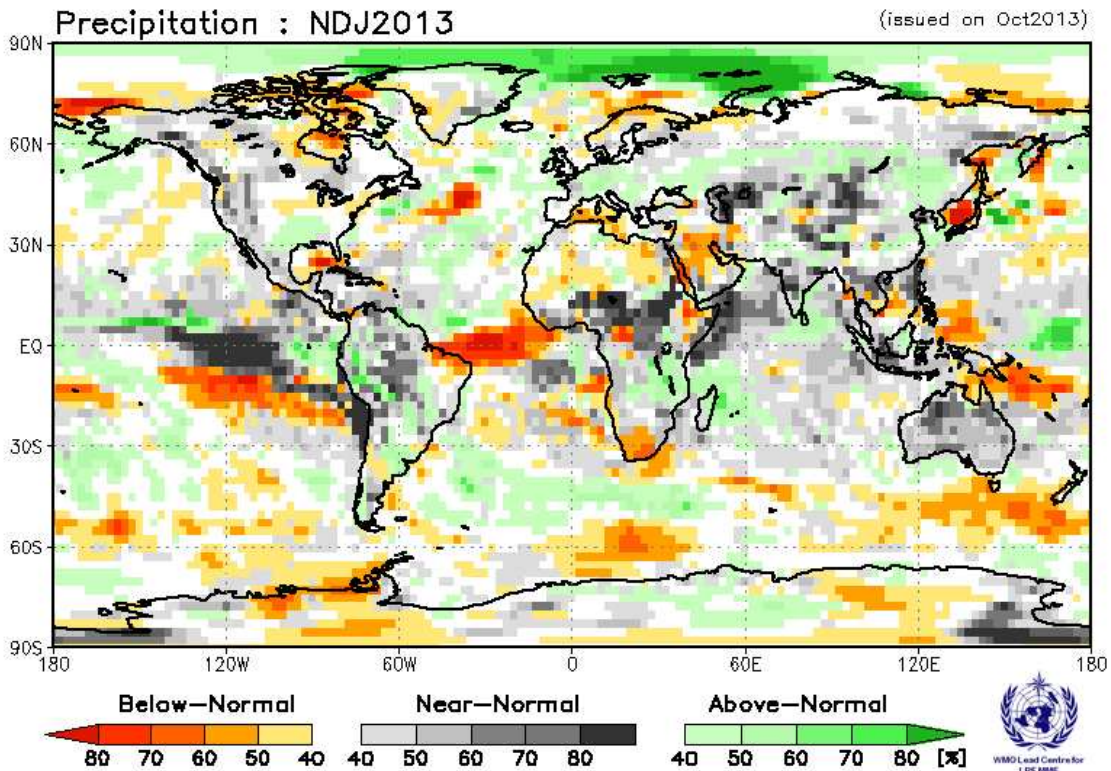 Precipitation : NDJ2013
(issued on Oct2013)
90N
60N
30N
EQ
30S
60S
90S
180 120W 60W 0 60E 120E 180
Below-Normal Near-Normal Above-Normal
80 70 60 50 40 40 50 60 70 80 40 50 60 70 80 [%]
WMO Lead Centre for